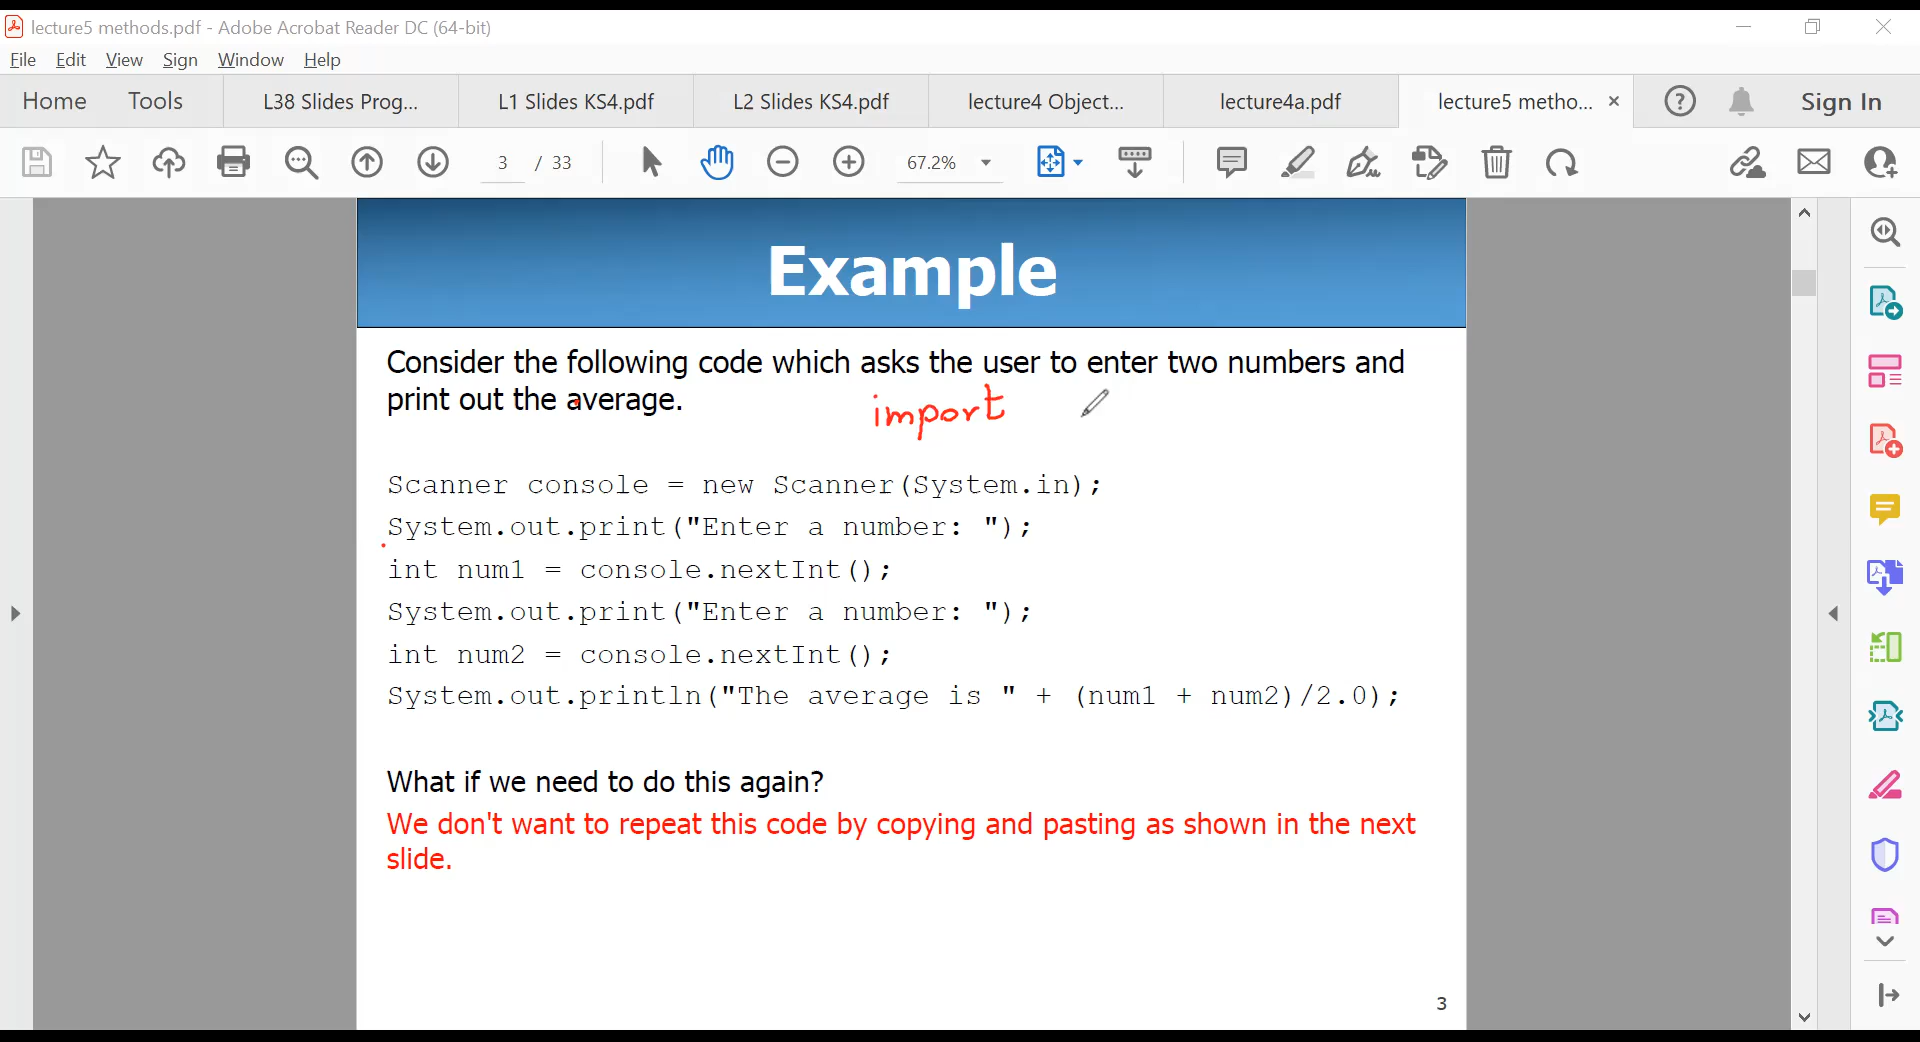 lecture5 methods.pdf - Adobe Acrobat Reader DC (64-bit)
File Edit View Sign Window Help
Home Tools L38 Slides Prog... L1 Slides KS4.pdf L2 Slides KS4.pdf lecture4 Object... lecture4a.pdf lecture5 metho... × Sign In
3 / 33 67.2%
Example
Consider the following code which asks the user to enter two numbers and
print out the average.
import
Scanner console = new Scanner(System.in);
System.out.print("Enter a number: ");
int num1 = console.nextInt();
System.out.print("Enter a number: ");
int num2 = console.nextInt();
System.out.println("The average is " + (num1 + num2)/2.0);
What if we need to do this again?
We don't want to repeat this code by copying and pasting as shown in the next
slide.
3